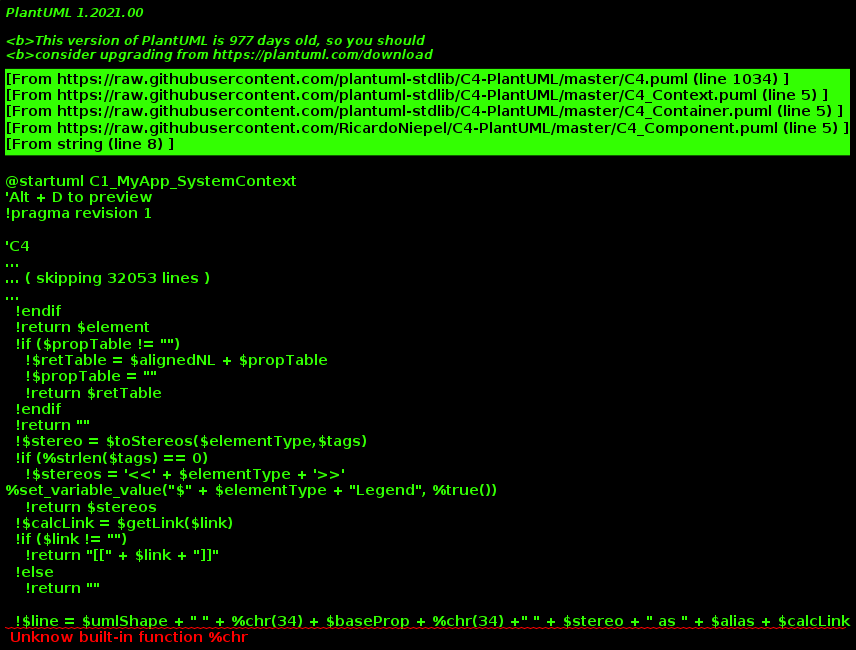 PlantUML 1.2021.00
<b>This version of PlantUML is 977 days old, so you should
<b>consider upgrading from https://plantuml.com/download
[From https://raw.githubusercontent.com/plantuml-stdlib/C4-PlantUML/master/C4.puml (line 1034) ]
[From https://raw.githubusercontent.com/plantuml-stdlib/C4-PlantUML/master/C4_Context.puml (line 5) ]
[From https://raw.githubusercontent.com/plantuml-stdlib/C4-PlantUML/master/C4_Container.puml (line 5) ]
[From https://raw.githubusercontent.com/RicardoNiepel/C4-PlantUML/master/C4_Component.puml (line 5) ]
[From string (line 8) ]
@startuml C1_MyApp_SystemContext
'Alt + D to preview
!pragma revision 1
'C4
...
... ( skipping 32053 lines )
...
!endif
!return $element
!if ($propTable != "")
!$retTable = $alignedNL + $propTable
!$propTable = ""
!return $retTable
!endif
!return ""
!$stereo = $toStereos($elementType,$tags)
!if (%strlen($tags) == 0)
!$stereos = '<<' + $elementType + '>>'
%set_variable_value("$" + $elementType + "Legend", %true())
!return $stereos
!$calcLink = $getLink($link)
!if ($link != "")
!return "[[" + $link + "]]"
!else
!return ""
!$line = $umlShape + " " + %chr(34) + $baseProp + %chr(34) +" " + $stereo + " as " + $alias + $calcLink
Unknow built-in function %chr